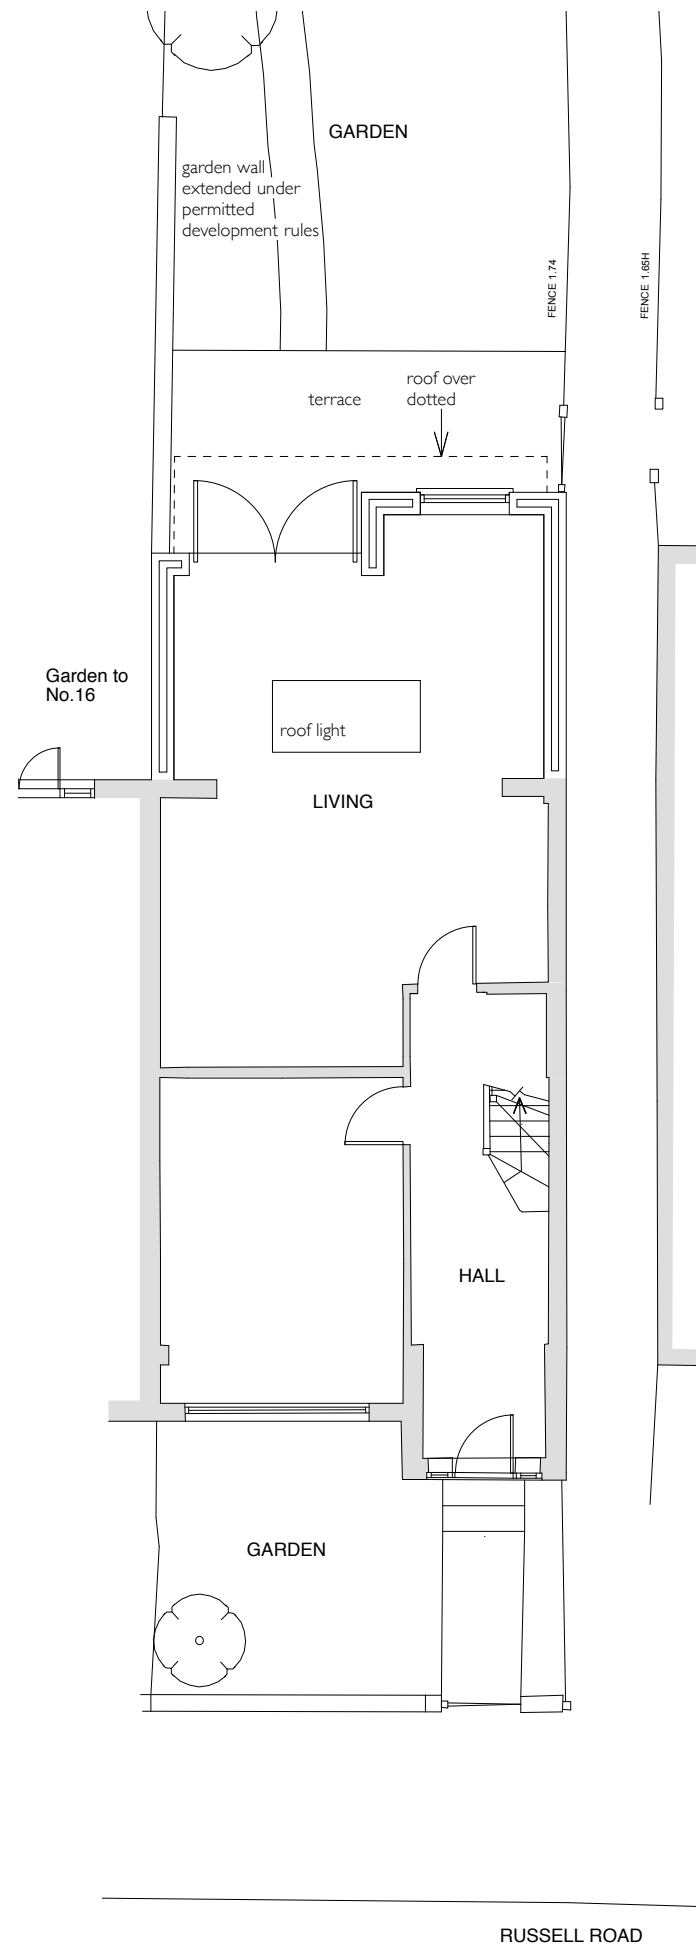 GARDEN
garden wall
extended under
permitted
development rules
FENCE 1.74
FENCE 1.65H
terrace
roof over
dotted
Garden to
No.16
roof light
LIVING
HALL
GARDEN
RUSSELL ROAD